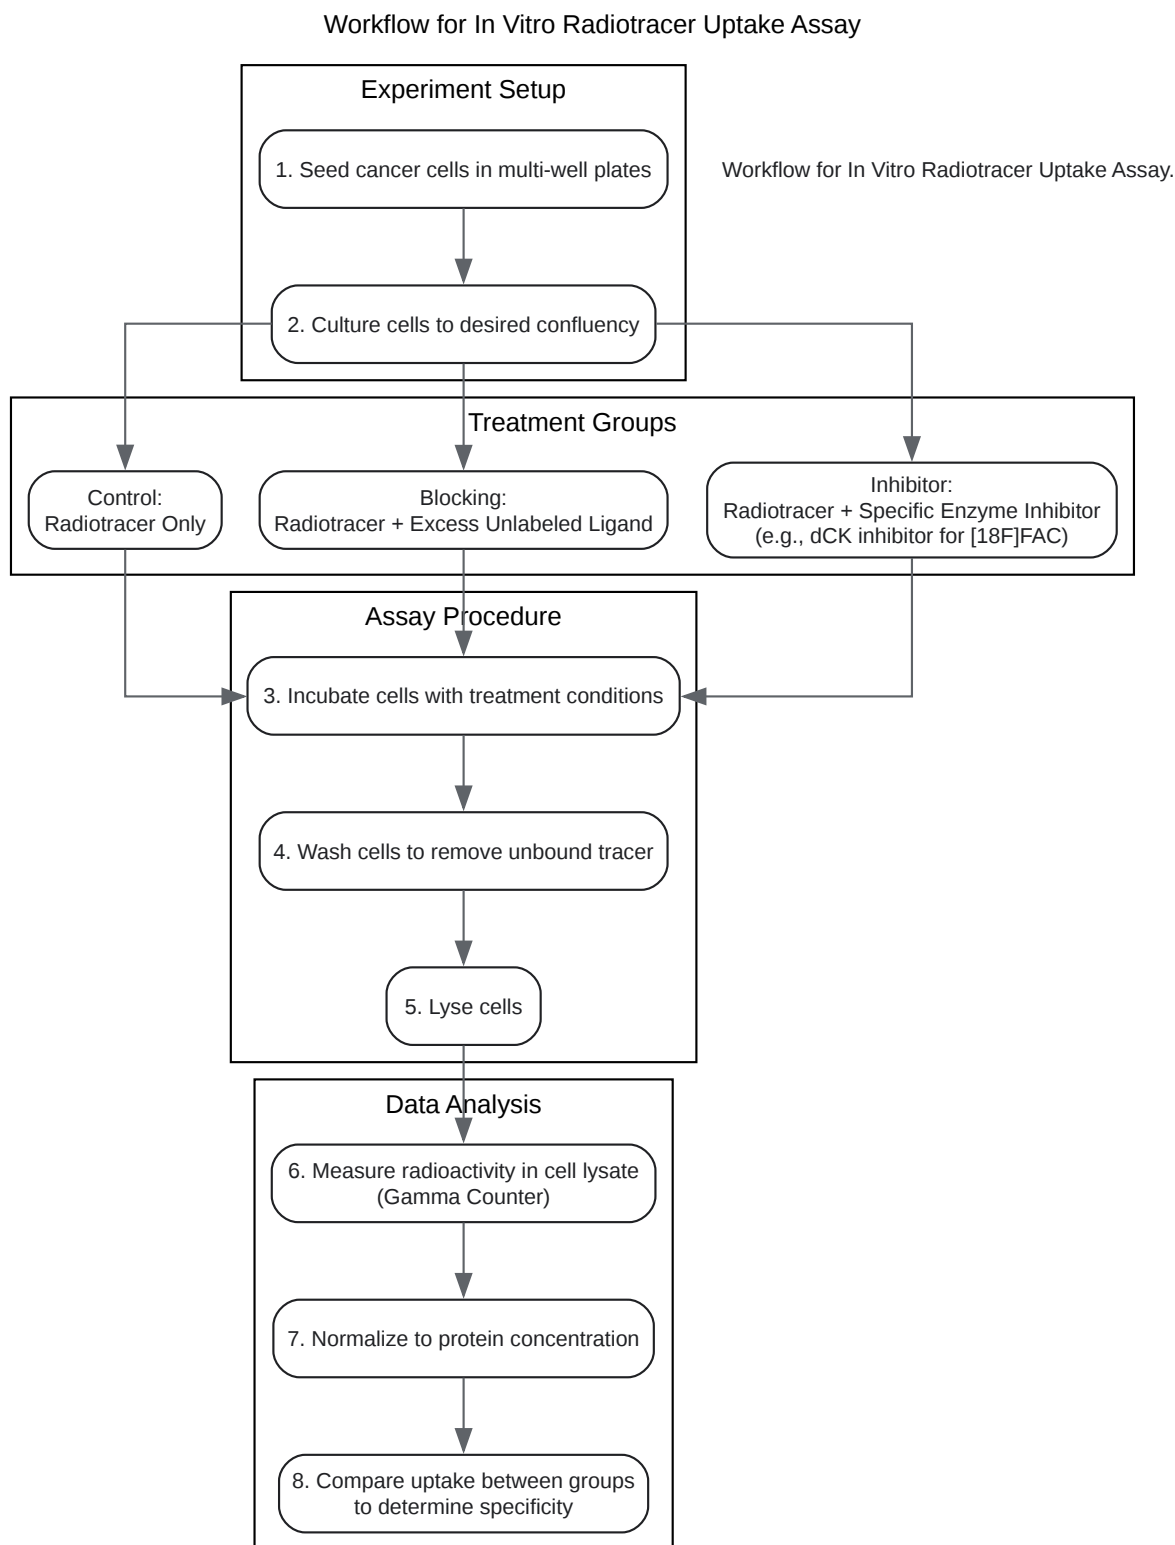 Workflow for In Vitro Radiotracer Uptake Assay
Experiment Setup
1. Seed cancer cells in multi-well plates
Workflow for In Vitro Radiotracer Uptake Assay.
2. Culture cells to desired confluency
Treatment Groups
Control:
Radiotracer Only
Blocking:
Radiotracer + Excess Unlabeled Ligand
Inhibitor:
Radiotracer + Specific Enzyme Inhibitor
(e.g., dCK inhibitor for [18F]FAC)
Assay Procedure
3. Incubate cells with treatment conditions
4. Wash cells to remove unbound tracer
5. Lyse cells
Data Analysis
6. Measure radioactivity in cell lysate
(Gamma Counter)
7. Normalize to protein concentration
8. Compare uptake between groups
to determine specificity